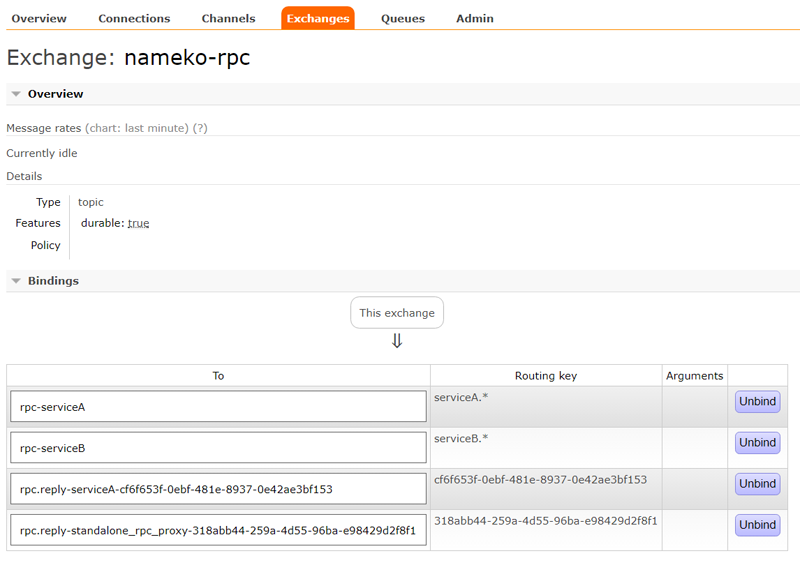 Overview Connections Channels Exchanges Queues Admin
Exchange: nameko-rpc
Overview
Message rates (chart: last minute) (?)
Currently idle
Details
Type topic
Features durable: true
Policy
Bindings
This exchange
⇓
To Routing key Arguments
rpc-serviceA serviceA.* Unbind
rpc-serviceB serviceB.* Unbind
rpc.reply-serviceA-cf6f653f-0ebf-481e-8937-0e42ae3bf153 cf6f653f-0ebf-481e-8937-0e42ae3bf153 Unbind
rpc.reply-standalone_rpc_proxy-318abb44-259a-4d55-96ba-e98429d2f8f1 318abb44-259a-4d55-96ba-e98429d2f8f1 Unbind